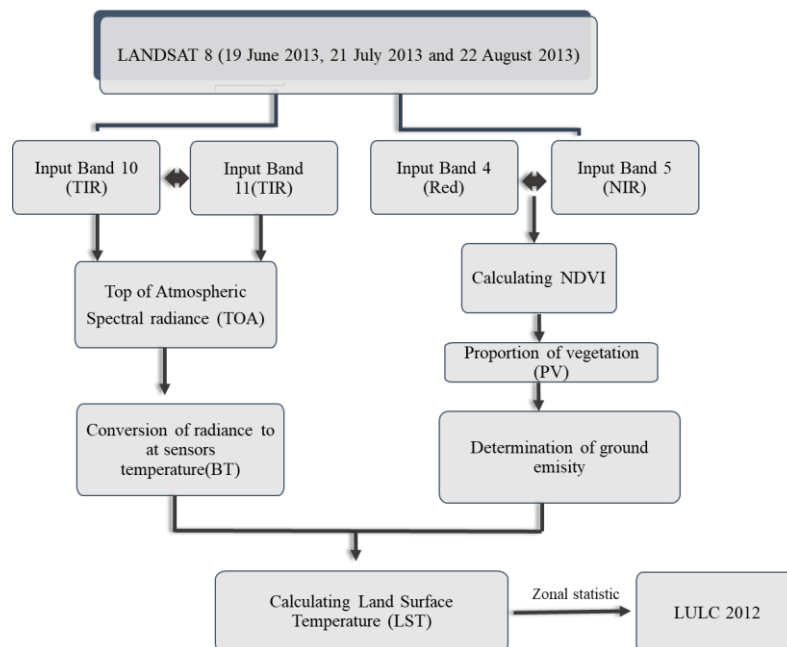 LANDSAT 8 (19 June 2013, 21 July 2013 and 22 August 2013)
Input Band 10
(TIR)
Input Band
11(TIR)
Input Band 4
(Red)
Input Band 5
(NIR)
Top of Atmospheric
Spectral radiance (TOA)
Calculating NDVI
Proportion of vegetation
(PV)
Conversion of radiance to
at sensors
temperature(BT)
Determination of ground
emisity
Calculating Land Surface
Temperature (LST)
Zonal statistic
LULC 2012